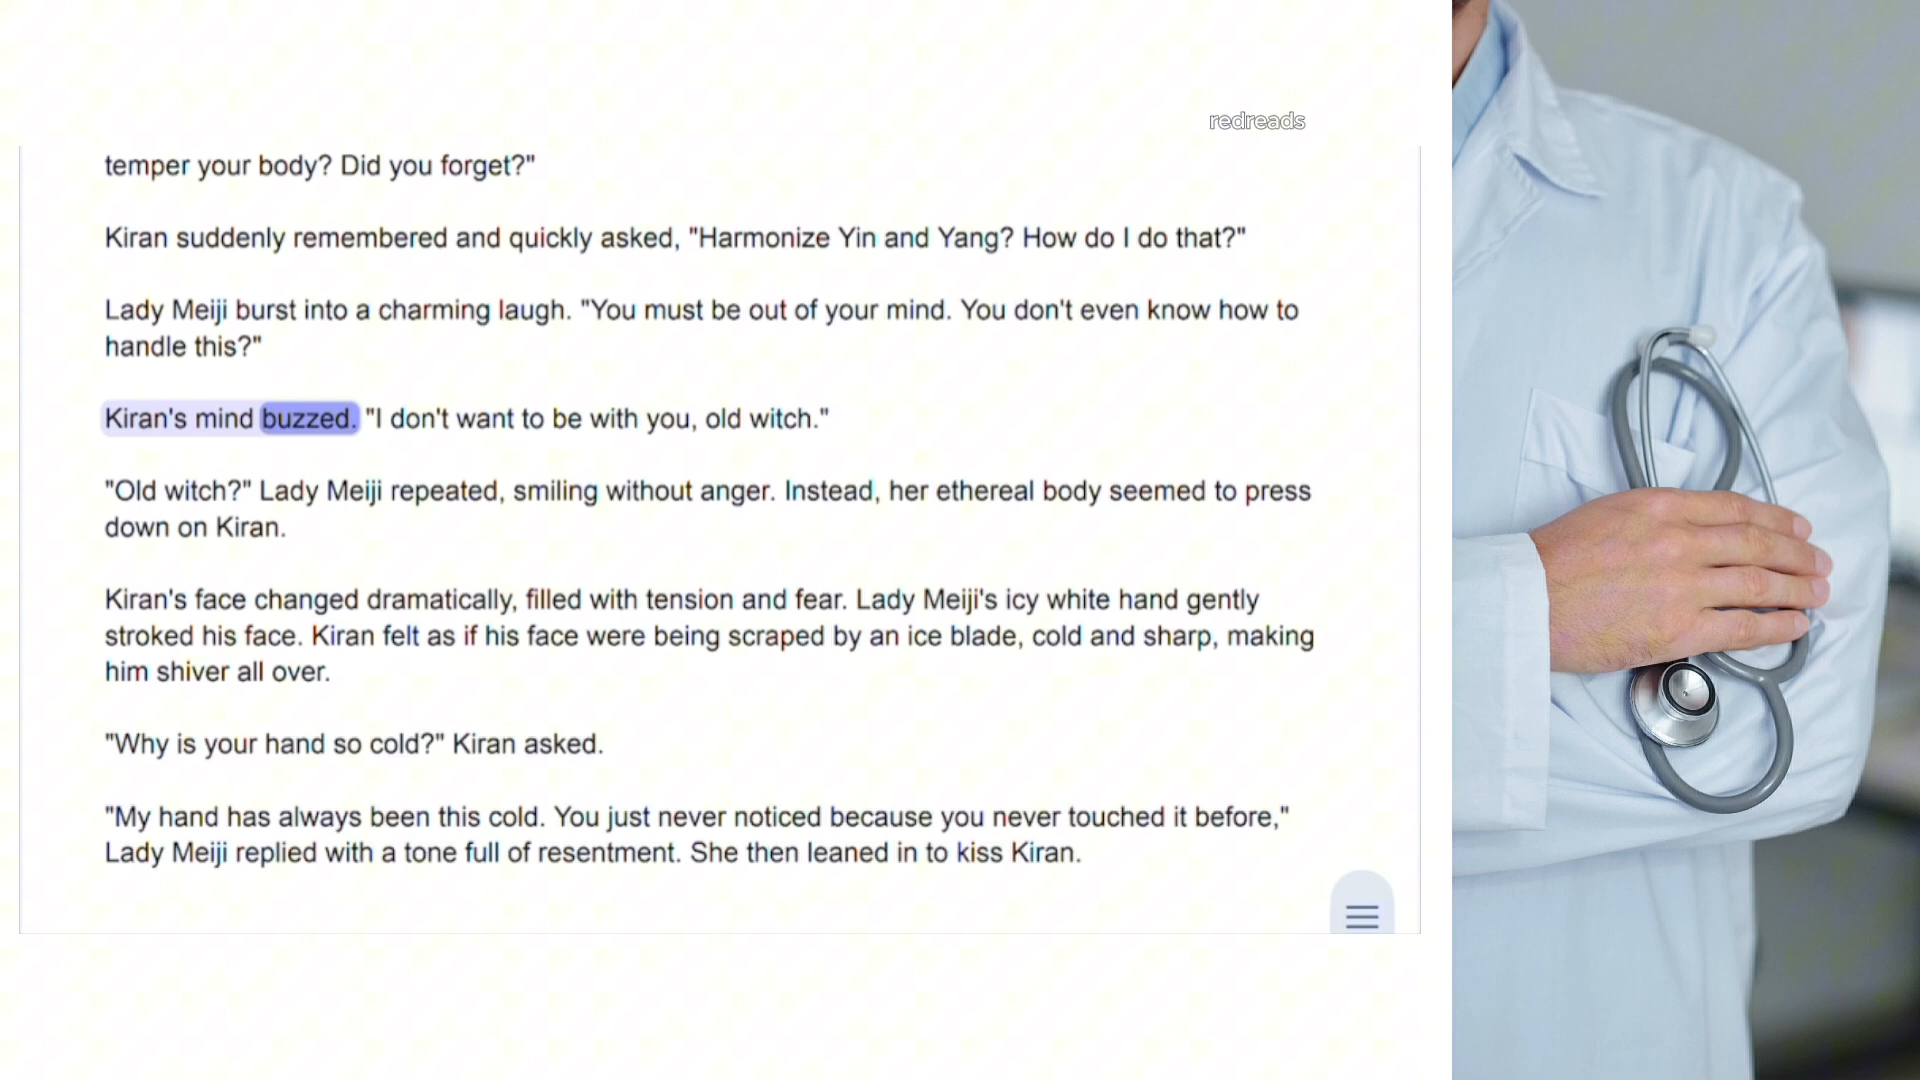 redreads
temper your body? Did you forget?"
Kiran suddenly remembered and quickly asked, "Harmonize Yin and Yang? How do I do that?"
Lady Meiji burst into a charming laugh. "You must be out of your mind. You don't even know how to
handle this?"
Kiran's mind buzzed. "I don't want to be with you, old witch."
"Old witch?" Lady Meiji repeated, smiling without anger. Instead, her ethereal body seemed to press
down on Kiran.
Kiran's face changed dramatically, filled with tension and fear. Lady Meiji's icy white hand gently
stroked his face. Kiran felt as if his face were being scraped by an ice blade, cold and sharp, making
him shiver all over.
"Why is your hand so cold?" Kiran asked.
"My hand has always been this cold. You just never noticed because you never touched it before,"
Lady Meiji replied with a tone full of resentment. She then leaned in to kiss Kiran.